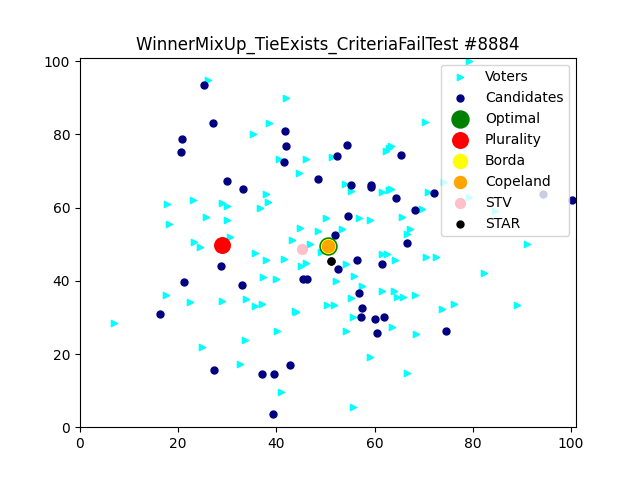 WinnerMixUp_TieExists_CriteriaFailTest #8884
100
80
60
40
20
0
0
20
40
60
80
100
Voters
Candidates
Optimal
Plurality
Borda
Copeland
STV
STAR